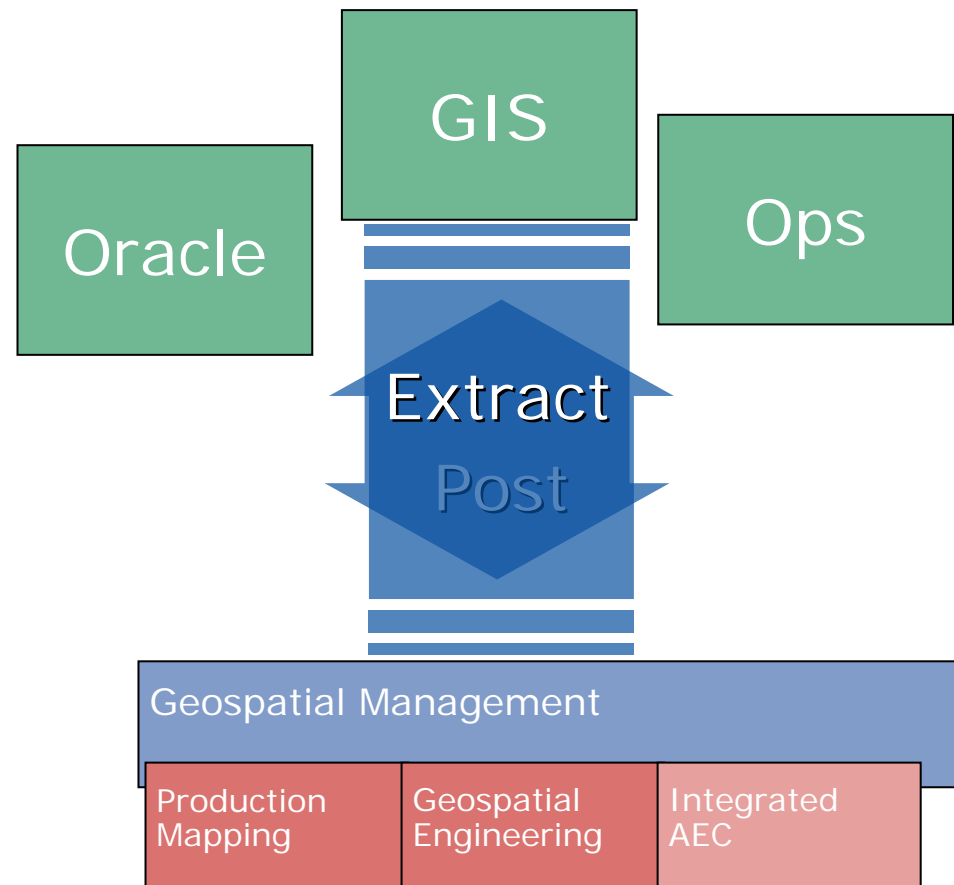 GIS
Oracle
Ops
Extract
Post
Geospatial Management
Production
Mapping
Geospatial
Engineering
Integrated
AEC